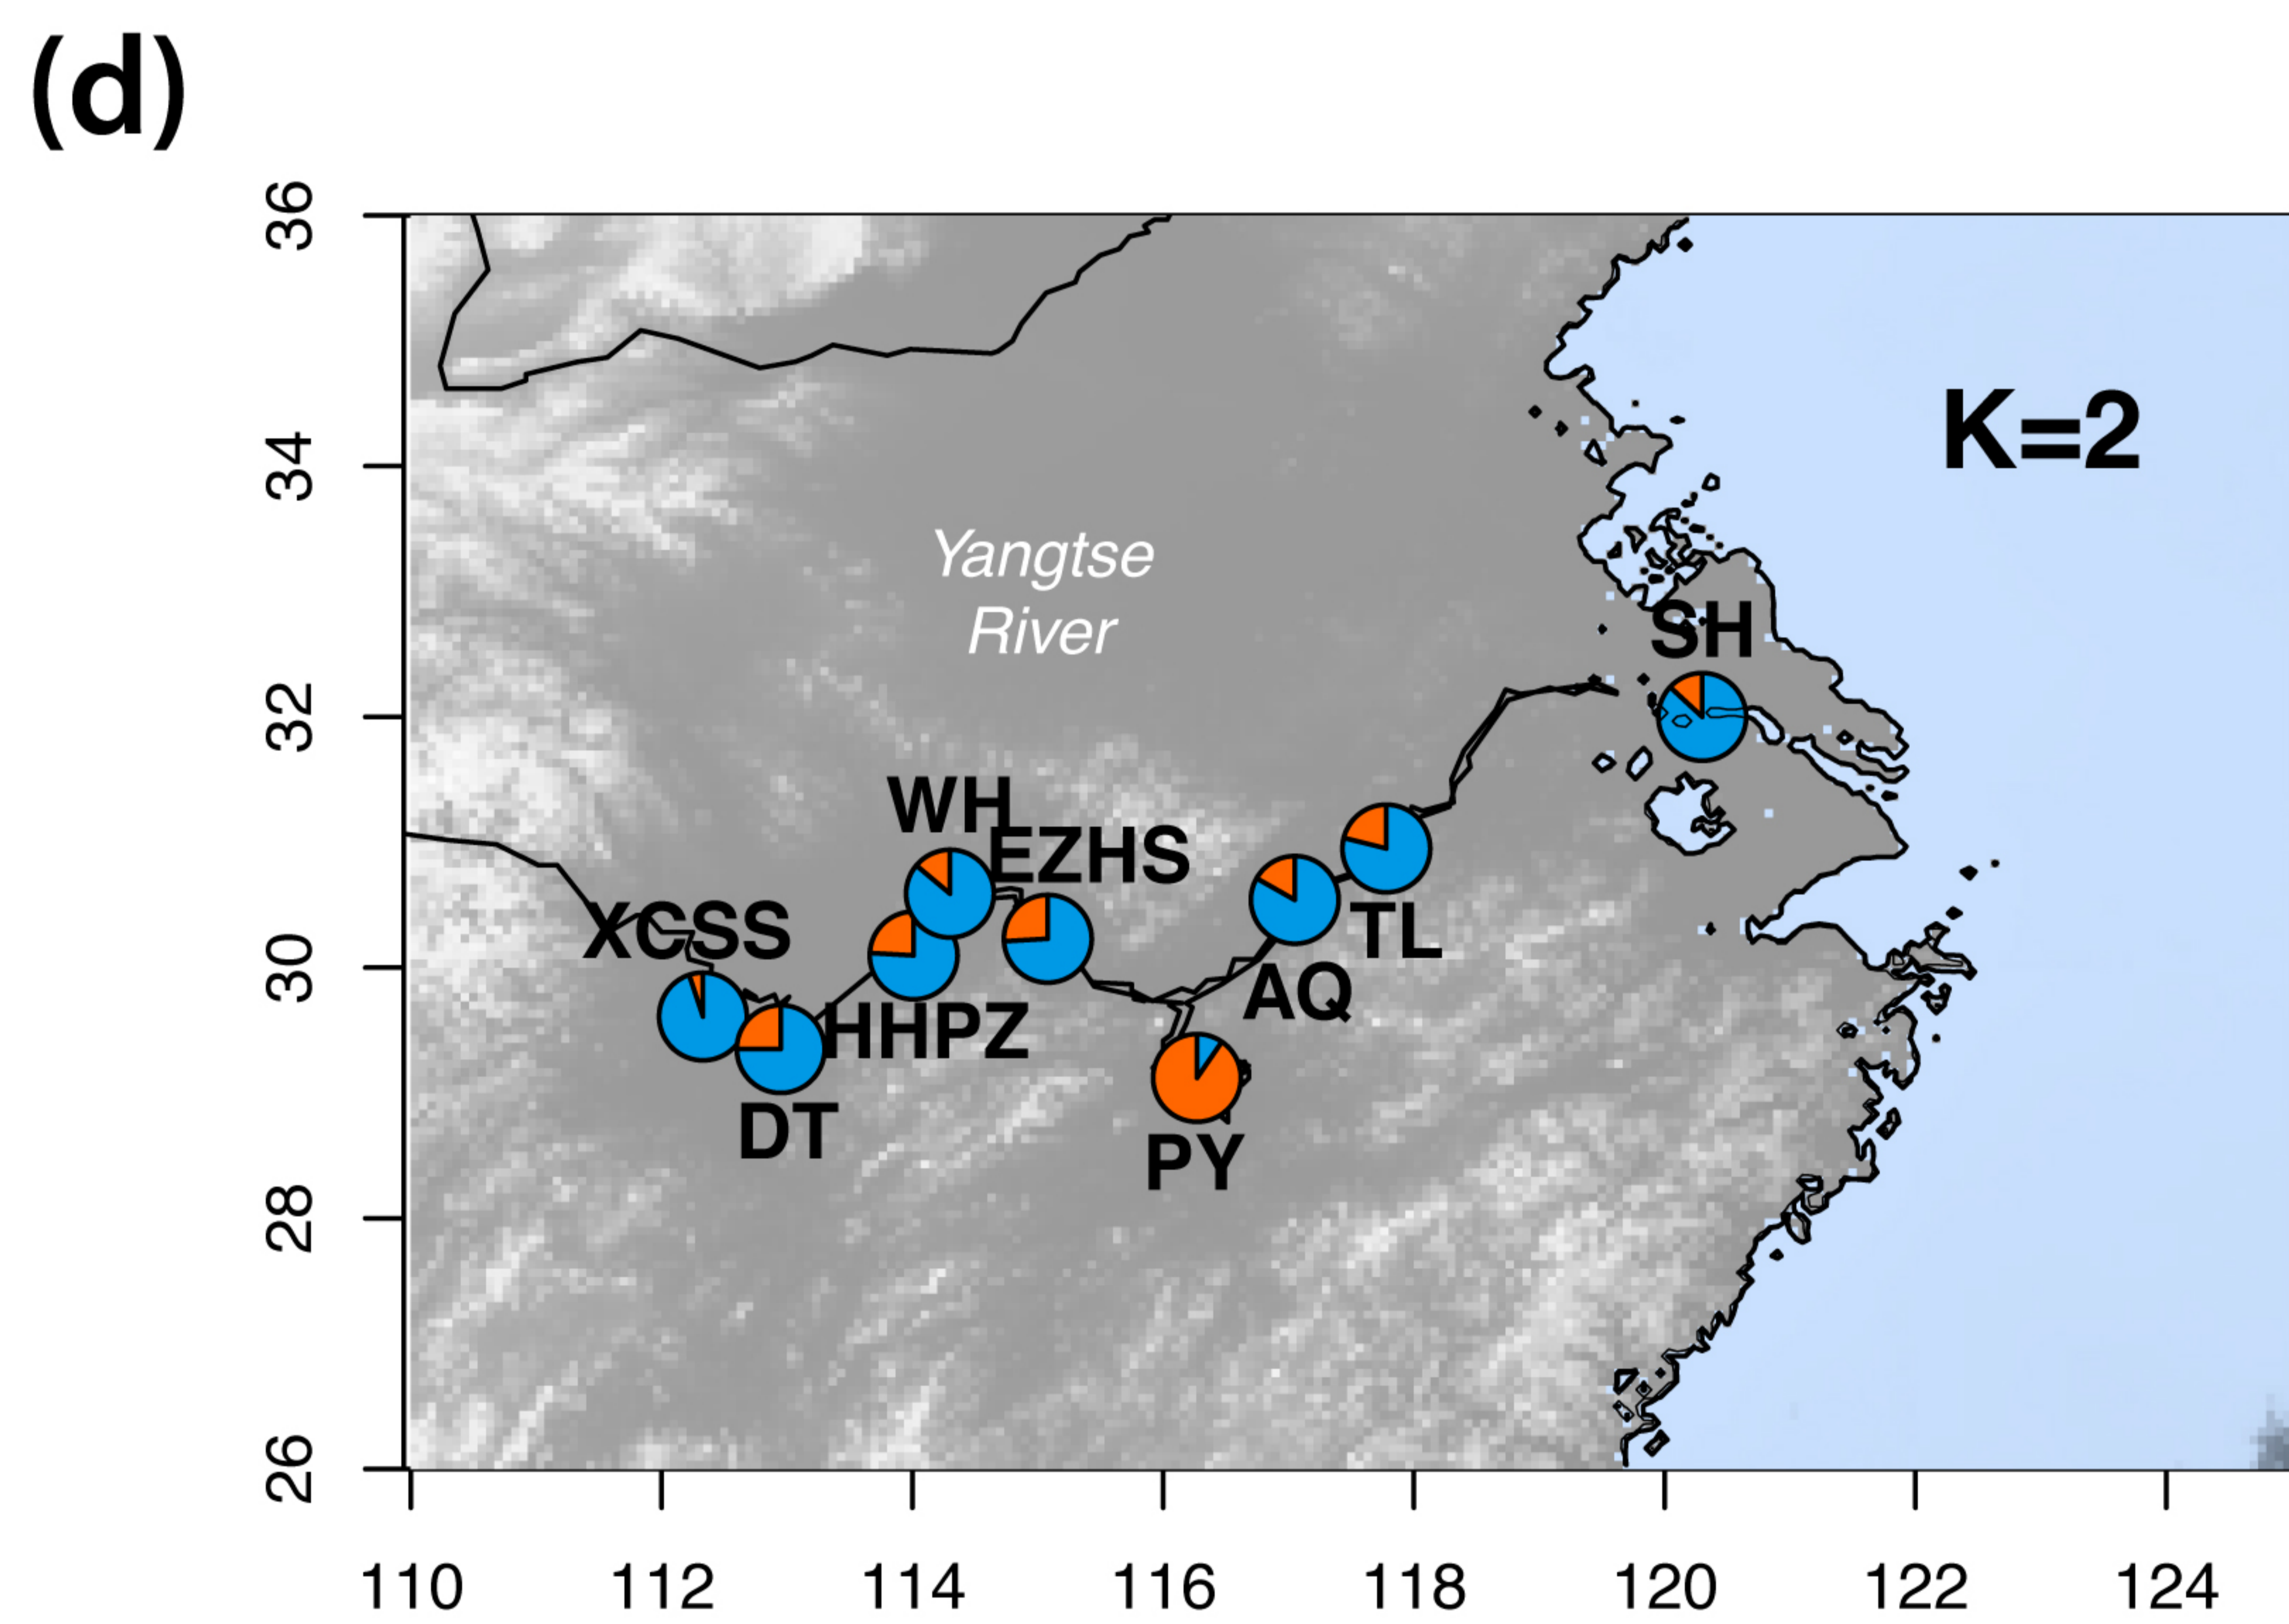 (d)
36
34
32
30
28
26
K=2
Yangtse
River
SH
WH
EZHS
XCSS
TL
AQ
HHPZ
DT
PY
110 112 114 116 118 120 122 124